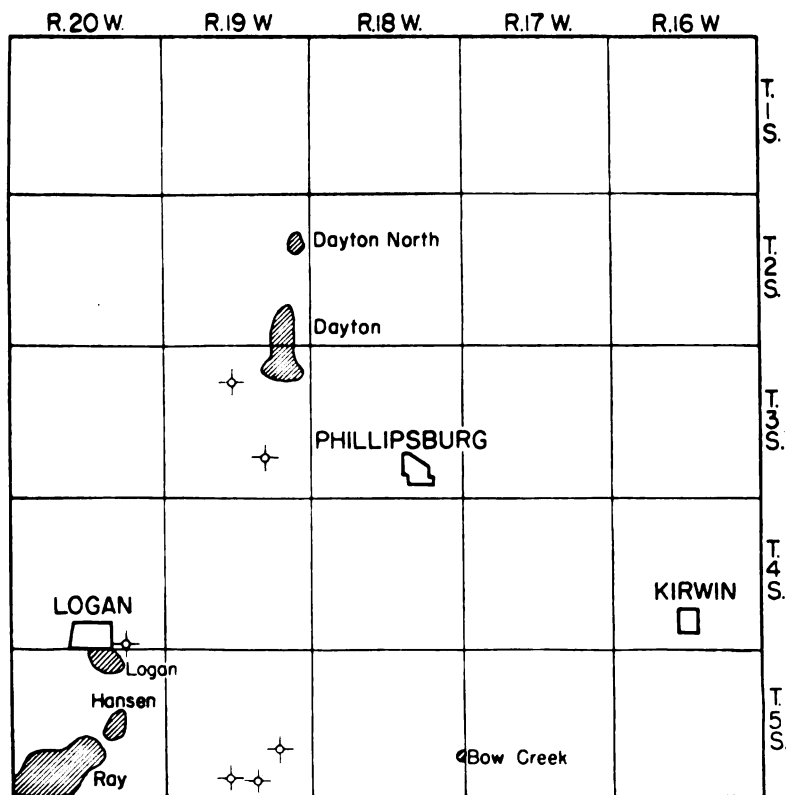 R.20 W. R.19 W R.18 W. R.17 W. R.16 W
T.
1
S.
Dayton North
T.
2
S.
Dayton
T.
3
S.
PHILLIPSBURG
T.
4
S.
LOGAN
KIRWIN
Logan
Hansen
T.
5
S.
Bow Creek
Ray